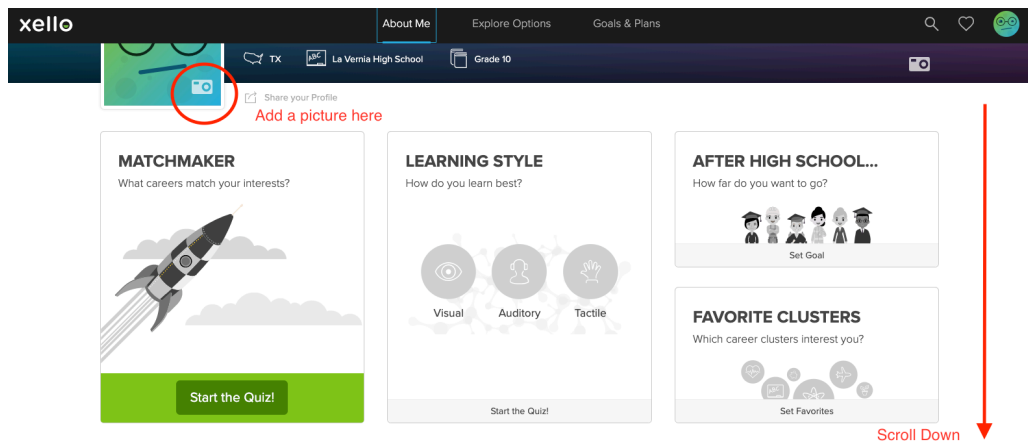 xello
About Me
Explore Options
Goals & Plans
TX
ABC
La Vernia High School
Grade 10
Share your Profile
Add a picture here
MATCHMAKER
What careers match your interests?
Start the Quiz!
LEARNING STYLE
How do you learn best?
Visual
Auditory
Tactile
Start the Quiz!
AFTER HIGH SCHOOL...
How far do you want to go?
Set Goal
FAVORITE CLUSTERS
Which career clusters interest you?
ABC
Set Favorites
Scroll Down